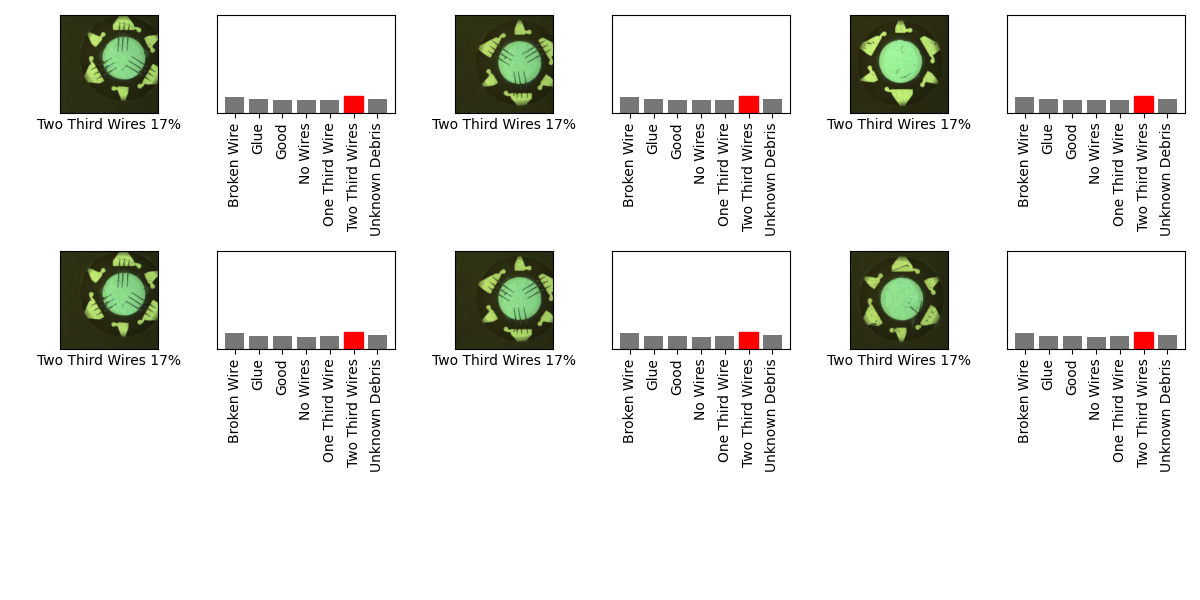 Two Third Wires 17%
Broken Wire
Glue
Good
No Wires
One Third Wire
Two Third Wires
Unknown Debris
Two Third Wires 17%
Broken Wire
Glue
Good
No Wires
One Third Wire
Two Third Wires
Unknown Debris
Two Third Wires 17%
Broken Wire
Glue
Good
No Wires
One Third Wire
Two Third Wires
Unknown Debris
Two Third Wires 17%
Broken Wire
Glue
Good
No Wires
One Third Wire
Two Third Wires
Unknown Debris
Two Third Wires 17%
Broken Wire
Glue
Good
No Wires
One Third Wire
Two Third Wires
Unknown Debris
Two Third Wires 17%
Broken Wire
Glue
Good
No Wires
One Third Wire
Two Third Wires
Unknown Debris